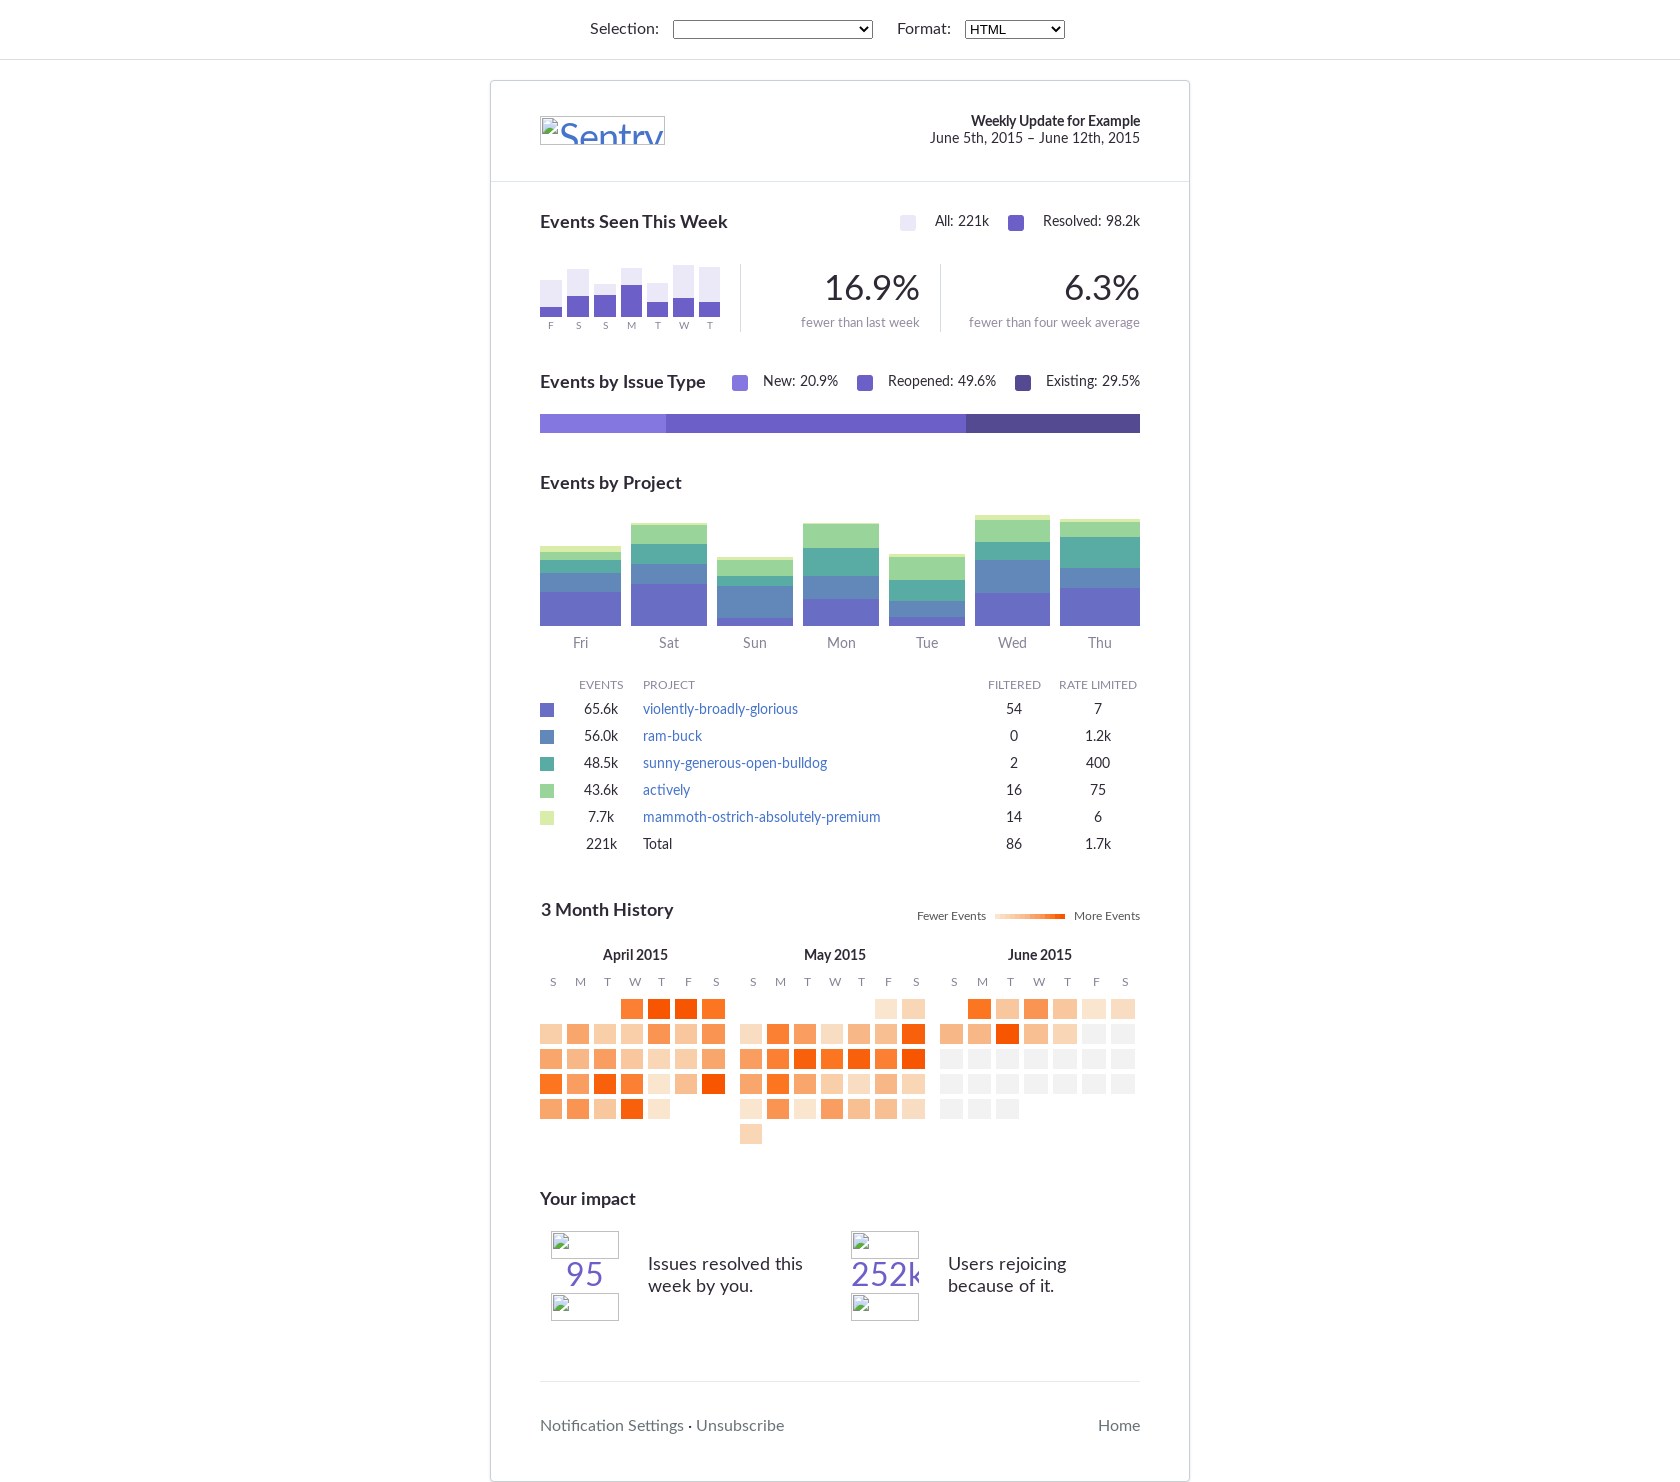 Selection: Format: HTML
Sentry
Weekly Update for Example
June 5th, 2015 – June 12th, 2015
Events Seen This Week All: 221k Resolved: 98.2k
16.9% 6.3%
fewer than last week fewer than four week average
F S S M T W T
Events by Issue Type New: 20.9% Reopened: 49.6% Existing: 29.5%
Events by Project
Fri Sat Sun Mon Tue Wed Thu
EVENTS PROJECT FILTERED RATE LIMITED
65.6k violently-broadly-glorious 54 7
56.0k ram-buck 0 1.2k
48.5k sunny-generous-open-bulldog 2 400
43.6k actively 16 75
7.7k mammoth-ostrich-absolutely-premium 14 6
221k Total 86 1.7k
3 Month History Fewer Events More Events
April 2015 May 2015 June 2015
S M T W T F S S M T W T F S S M T W T F S
Your impact
95 Issues resolved this week by you.
252k Users rejoicing because of it.
Notification Settings · Unsubscribe Home